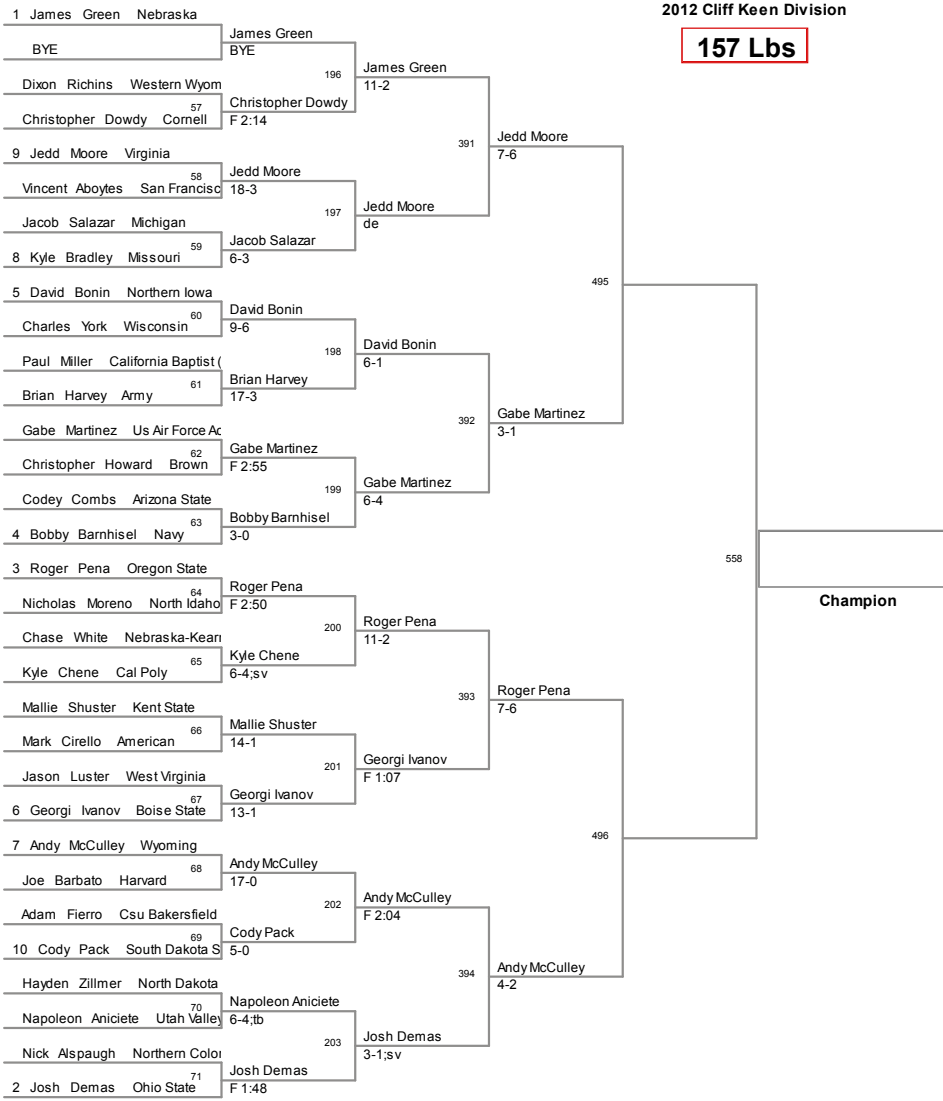 2012 Cliff Keen Division
157 Lbs
1 James Green Nebraska
BYE
Dixon Richins Western Wyom
57
Christopher Dowdy Cornell
9 Jedd Moore Virginia
58
Vincent Aboytes San Francisc
Jacob Salazar Michigan
59
8 Kyle Bradley Missouri
5 David Bonin Northern Iowa
60
Charles York Wisconsin
Paul Miller California Baptist (
61
Brian Harvey Army
Gabe Martinez Us Air Force Ac
62
Christopher Howard Brown
Codey Combs Arizona State
63
4 Bobby Barnhisel Navy
3 Roger Pena Oregon State
64
Nicholas Moreno North Idaho
Chase White Nebraska-Kearn
65
Kyle Chene Cal Poly
Mallie Shuster Kent State
66
Mark Cirello American
Jason Luster West Virginia
67
6 Georgi Ivanov Boise State
7 Andy McCulley Wyoming
68
Joe Barbato Harvard
Adam Fierro Csu Bakersfield
69
10 Cody Pack South Dakota S
Hayden Zillmer North Dakota
70
Napoleon Aniciete Utah Valley
Nick Alspaugh Northern Color
71
2 Josh Demas Ohio State
James Green
BYE
196
Christopher Dowdy
F 2:14
Jedd Moore
18-3
197
Jacob Salazar
6-3
David Bonin
9-6
198
Brian Harvey
17-3
Gabe Martinez
F 2:55
199
Bobby Barnhisel
3-0
Roger Pena
F 2:50
200
Kyle Chene
6-4;sv
Mallie Shuster
14-1
201
Georgi Ivanov
13-1
Andy McCulley
17-0
202
Cody Pack
5-0
Napoleon Aniciete
6-4;tb
203
Josh Demas
F 1:48
James Green
11-2
391
Jedd Moore
de
David Bonin
6-1
392
Gabe Martinez
6-4
Roger Pena
11-2
393
Georgi Ivanov
F 1:07
Andy McCulley
F 2:04
394
Josh Demas
3-1;sv
Jedd Moore
7-6
495
Gabe Martinez
3-1
Roger Pena
7-6
496
Andy McCulley
4-2
558
Champion